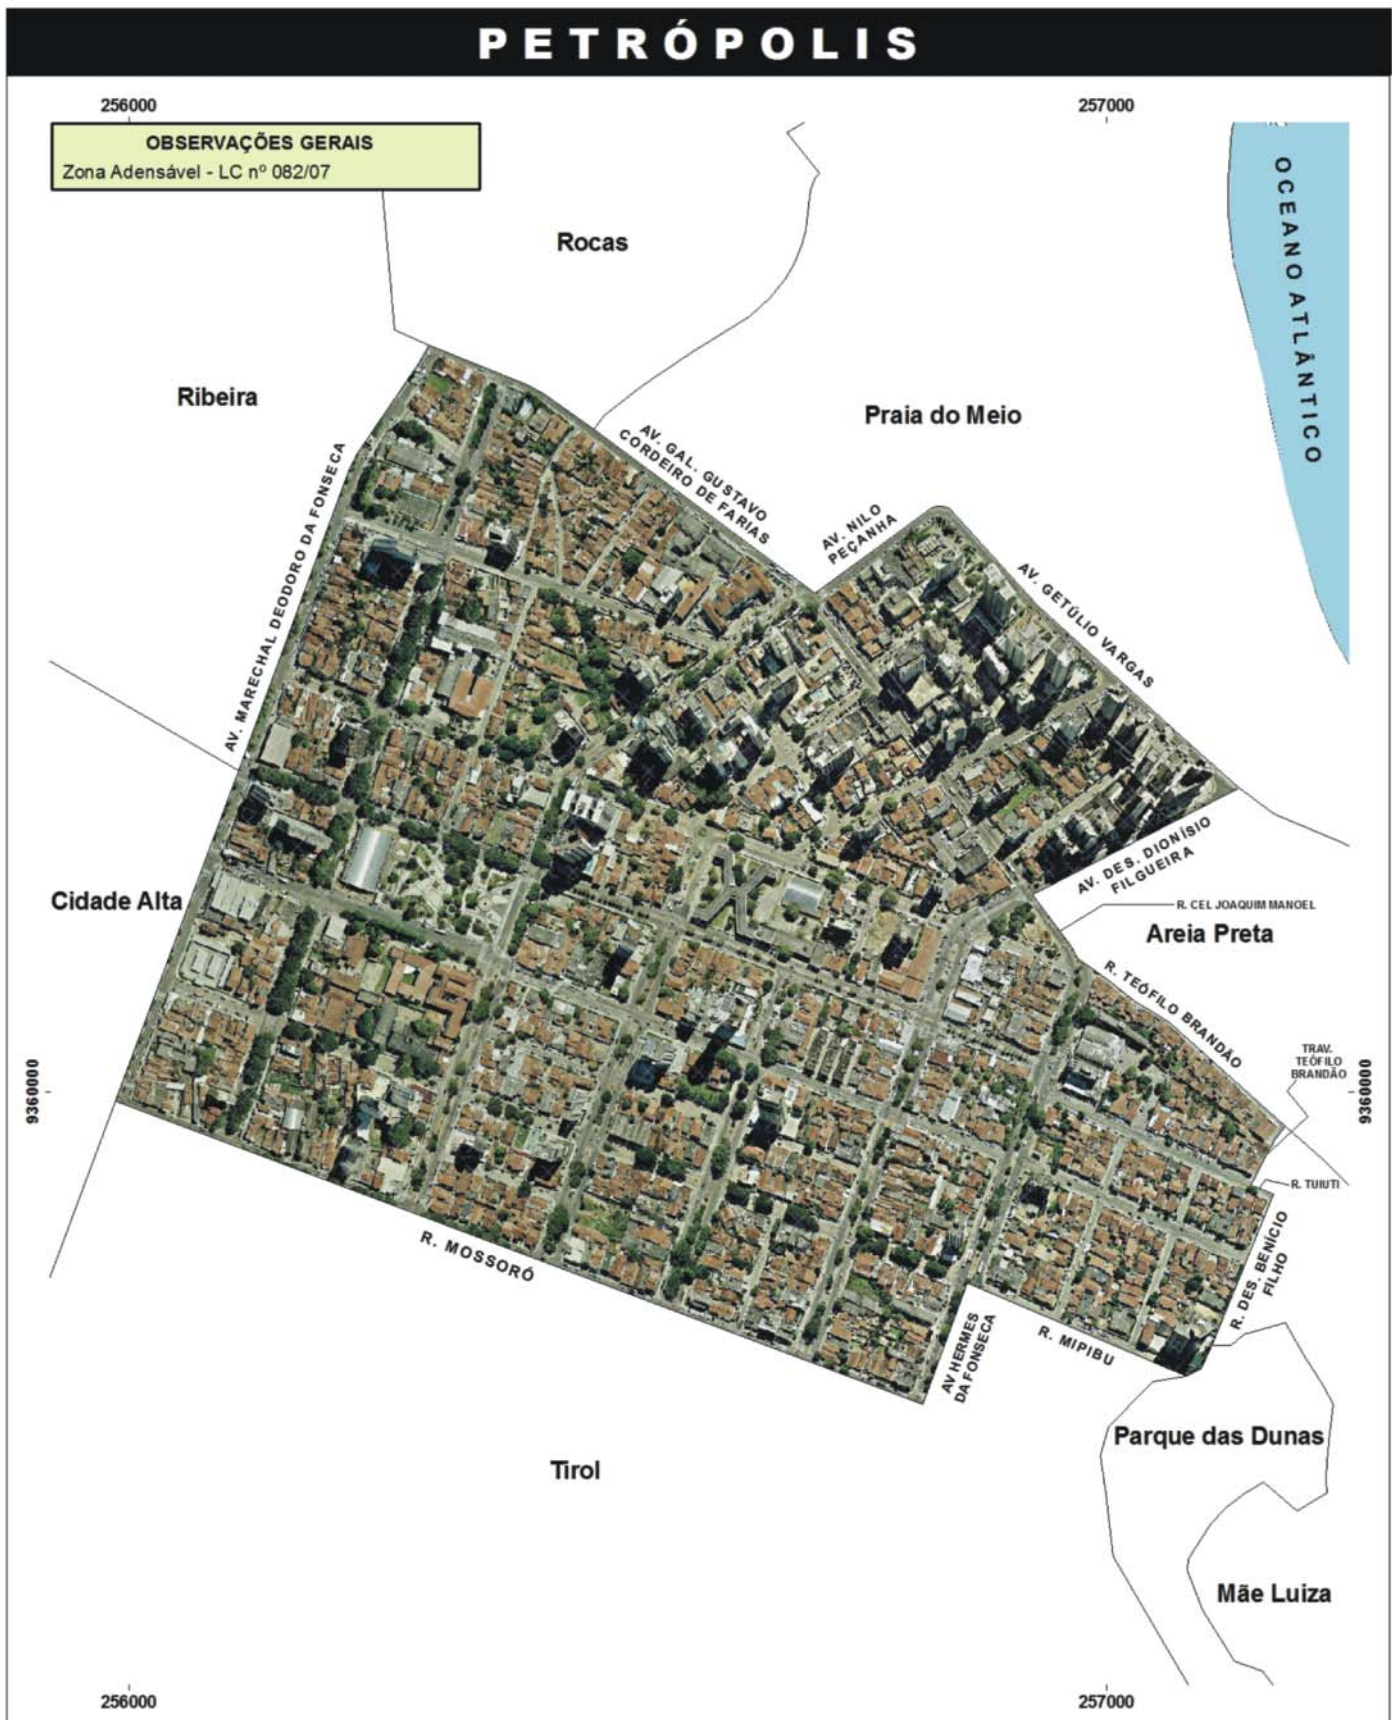 PETRÓPOLIS
256000
257000
OBSERVAÇÕES GERAIS
Zona Adensável - LC nº 082/07
OCEANO ATLÂNTICO
Rocas
Ribeira
Praia do Meio
AV. GAL. GUSTAVO
CORDEIRO DE FARIAS
AV. NILO
PEÇANHA
AV. GETÚLIO VARGAS
AV. MARECHAL DEODORO DA FONSECA
AV. DES. DIONÍSIO
FILGUEIRA
Cidade Alta
R. CEL JOAQUIM MANOEL
Areia Preta
R. TEÓFILO BRANDÃO
TRAV.
TEÓFILO
BRANDÃO
9360000
9360000
R. TUIUTI
R. DES. BENÍCIO
FILHO
R. MOSSORÓ
AV HERMES
DA FONSECA
R. MIPIBU
Parque das Dunas
Tirol
Mãe Luiza
256000
257000